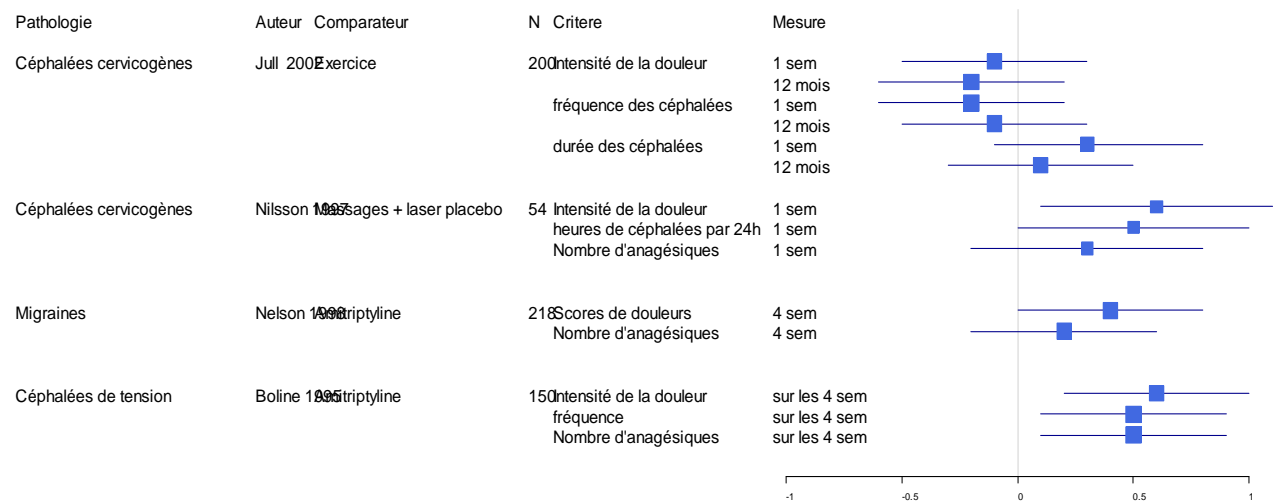 Pathologie Auteur Comparateur N Critere Mesure
Céphalées cervicogènes Jull 2002 Exercice 200 Intensité de la douleur 1 sem
12 mois
fréquence des céphalées 1 sem
12 mois
durée des céphalées 1 sem
12 mois
Céphalées cervicogènes Nilsson 1997 Massages + laser placebo 54 Intensité de la douleur 1 sem
heures de céphalées par 24h 1 sem
Nombre d'anagésiques 1 sem
Migraines Nelson 1998 Amitriptyline 218 Scores de douleurs 4 sem
Nombre d'anagésiques 4 sem
Céphalées de tension Boline 1995 Amitriptyline 150 Intensité de la douleur sur les 4 sem
fréquence sur les 4 sem
Nombre d'anagésiques sur les 4 sem
-1 -0.5 0 0.5 1